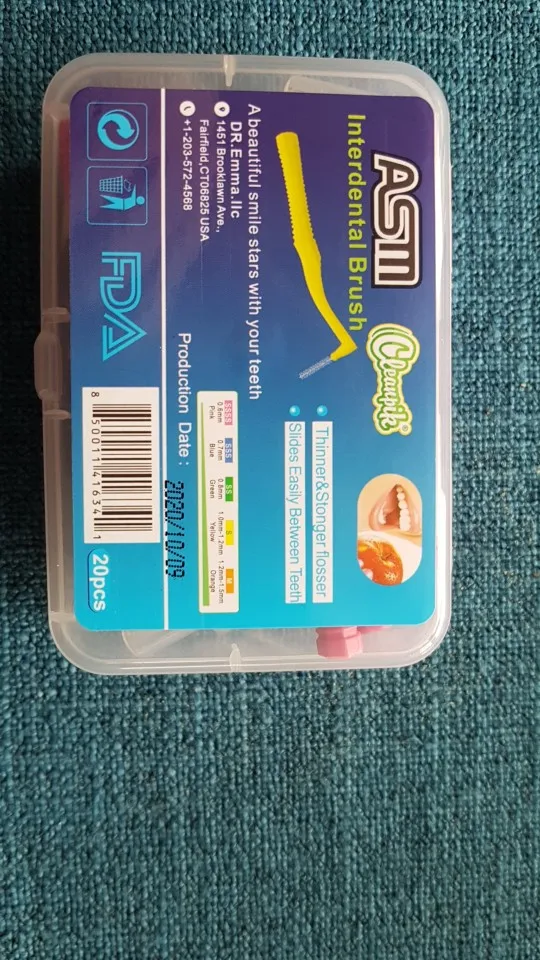 ASM
Cleanpik
Interdental Brush
Thinner&Stonger flosser
Slides Easily Between Teeth
A beautiful smile stars with your teeth
DR.Emma.llc
1451 Brooklawn Ave.,
Fairfield,CT06825 USA
+1-203-572-4568
SSSS SSS SS S M
0.6mm 0.7mm 0.8mm 1.0mm-1.2mm 1.2mm-1.5mm
Pink Blue Green Yellow Orange
Production Date :
2020/10/09
FDA
8 50011 41634 1
20pcs